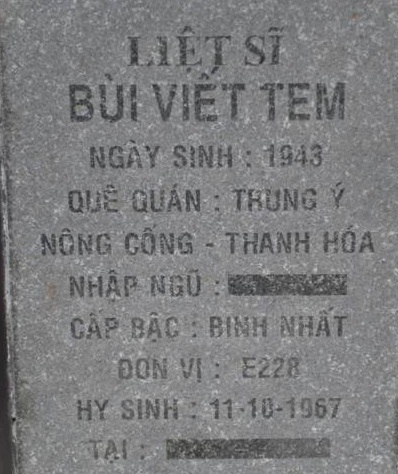 LIỆT SĨ
BÙI VIẾT TEM
NGÀY SINH : 1943
QUÊ QUÁN : TRUNG Ý
NÔNG CỐNG - THANH HÓA
NHẬP NGŨ :
CẤP BẬC : BINH NHẤT
ĐƠN VỊ : E228
HY SINH : 11-10-1967
TẠI :